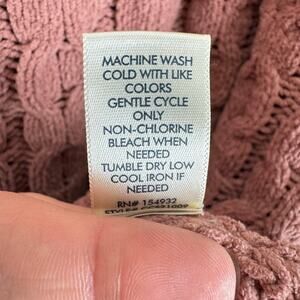 MACHINE WASH
COLD WITH LIKE
COLORS
GENTLE CYCLE
ONLY
NON-CHLORINE
BLEACH WHEN
NEEDED
TUMBLE DRY LOW
COOL IRON IF
NEEDED
RN# 154932
STYLE#